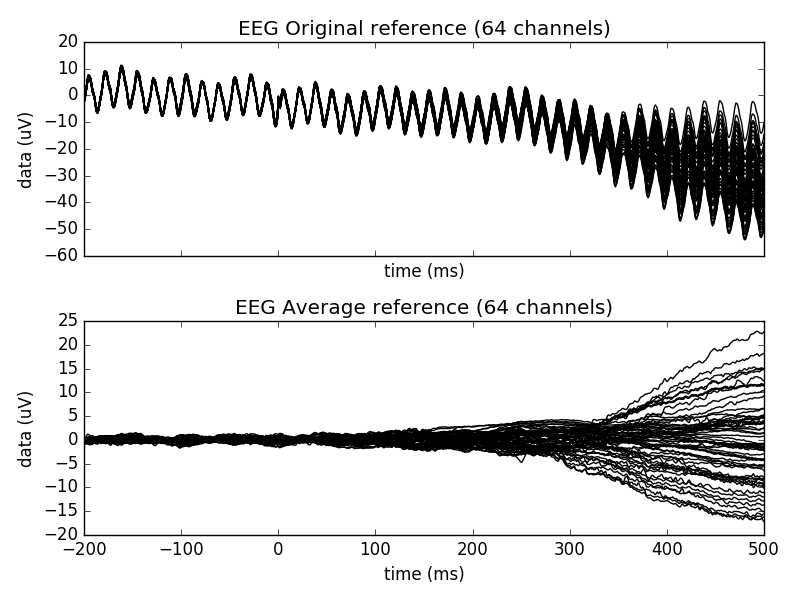 EEG Original reference (64 channels)
20
10
0
−10
−20
−30
−40
−50
−60
data (uV)
time (ms)
EEG Average reference (64 channels)
25
20
15
10
5
0
−5
−10
−15
−20
data (uV)
−200 −100 0 100 200 300 400 500
time (ms)